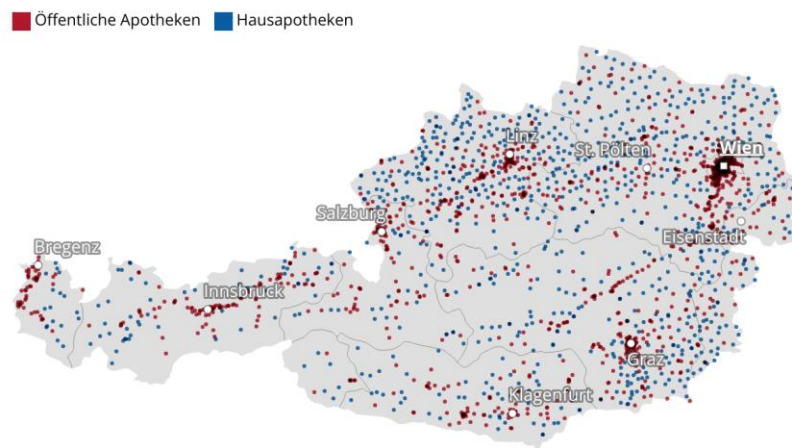 Öffentliche Apotheken
Hausapotheken
Linz
St. Pölten
Wien
Salzburg
Eisenstadt
Bregenz
Innsbruck
Graz
Klagenfurt